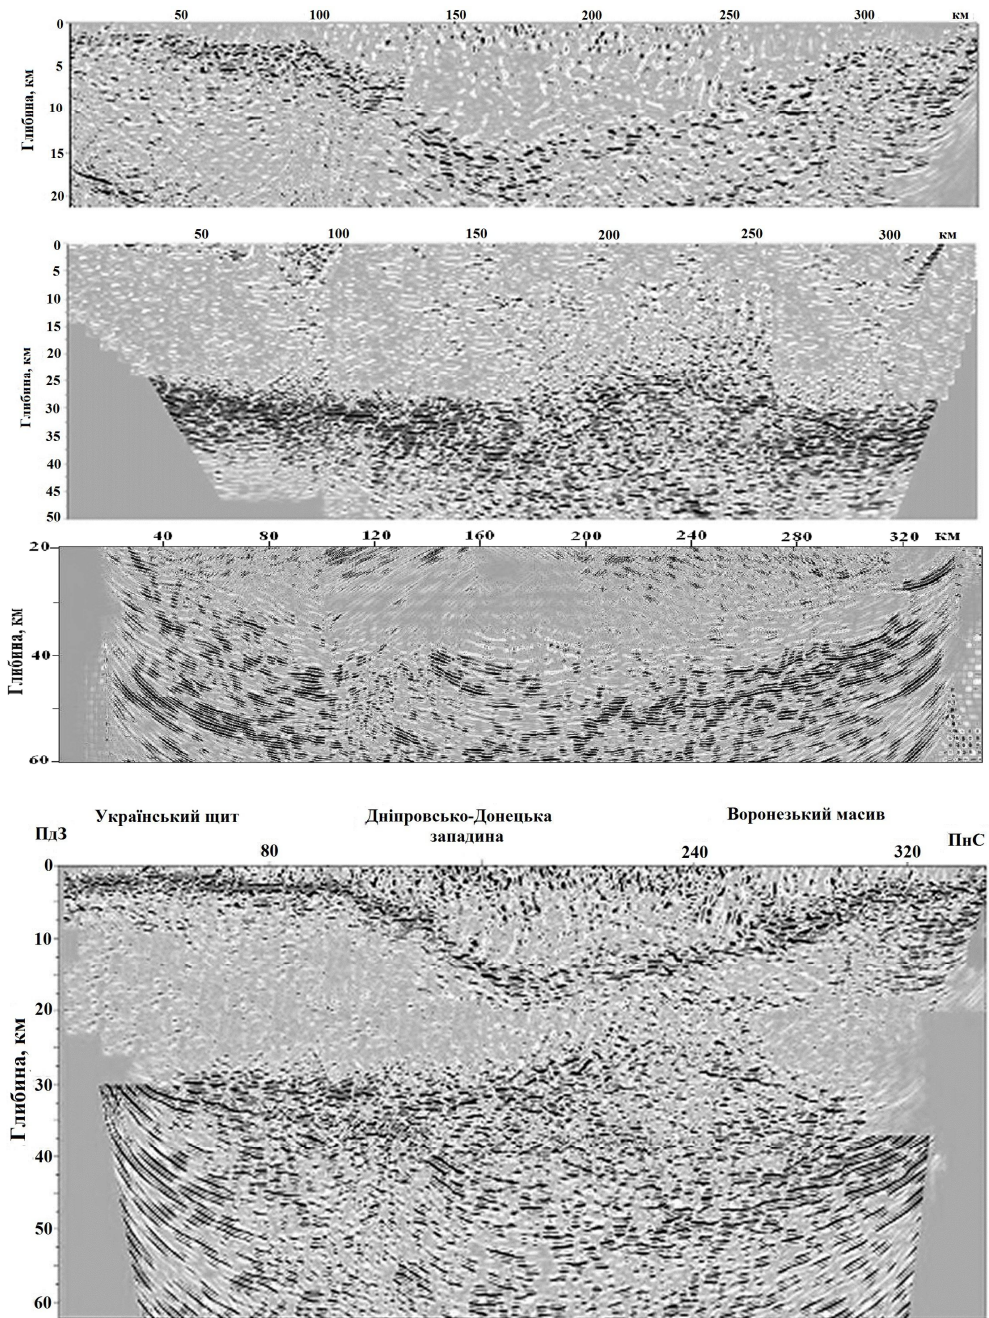 50 100 150 200 250 300 км
0
5
10
15
20
Глибина, км
50 100 150 200 250 300 км
0
5
10
15
20
25
30
35
40
45
50
Глибина, км
40 80 120 160 200 240 280 320 км
20
40
60
Глибина, км
Український щит Дніпровсько-Донецька западина Воронезький масив
ПдЗ ПнС
80 240 320
0
10
20
30
40
50
60
Глибина, км